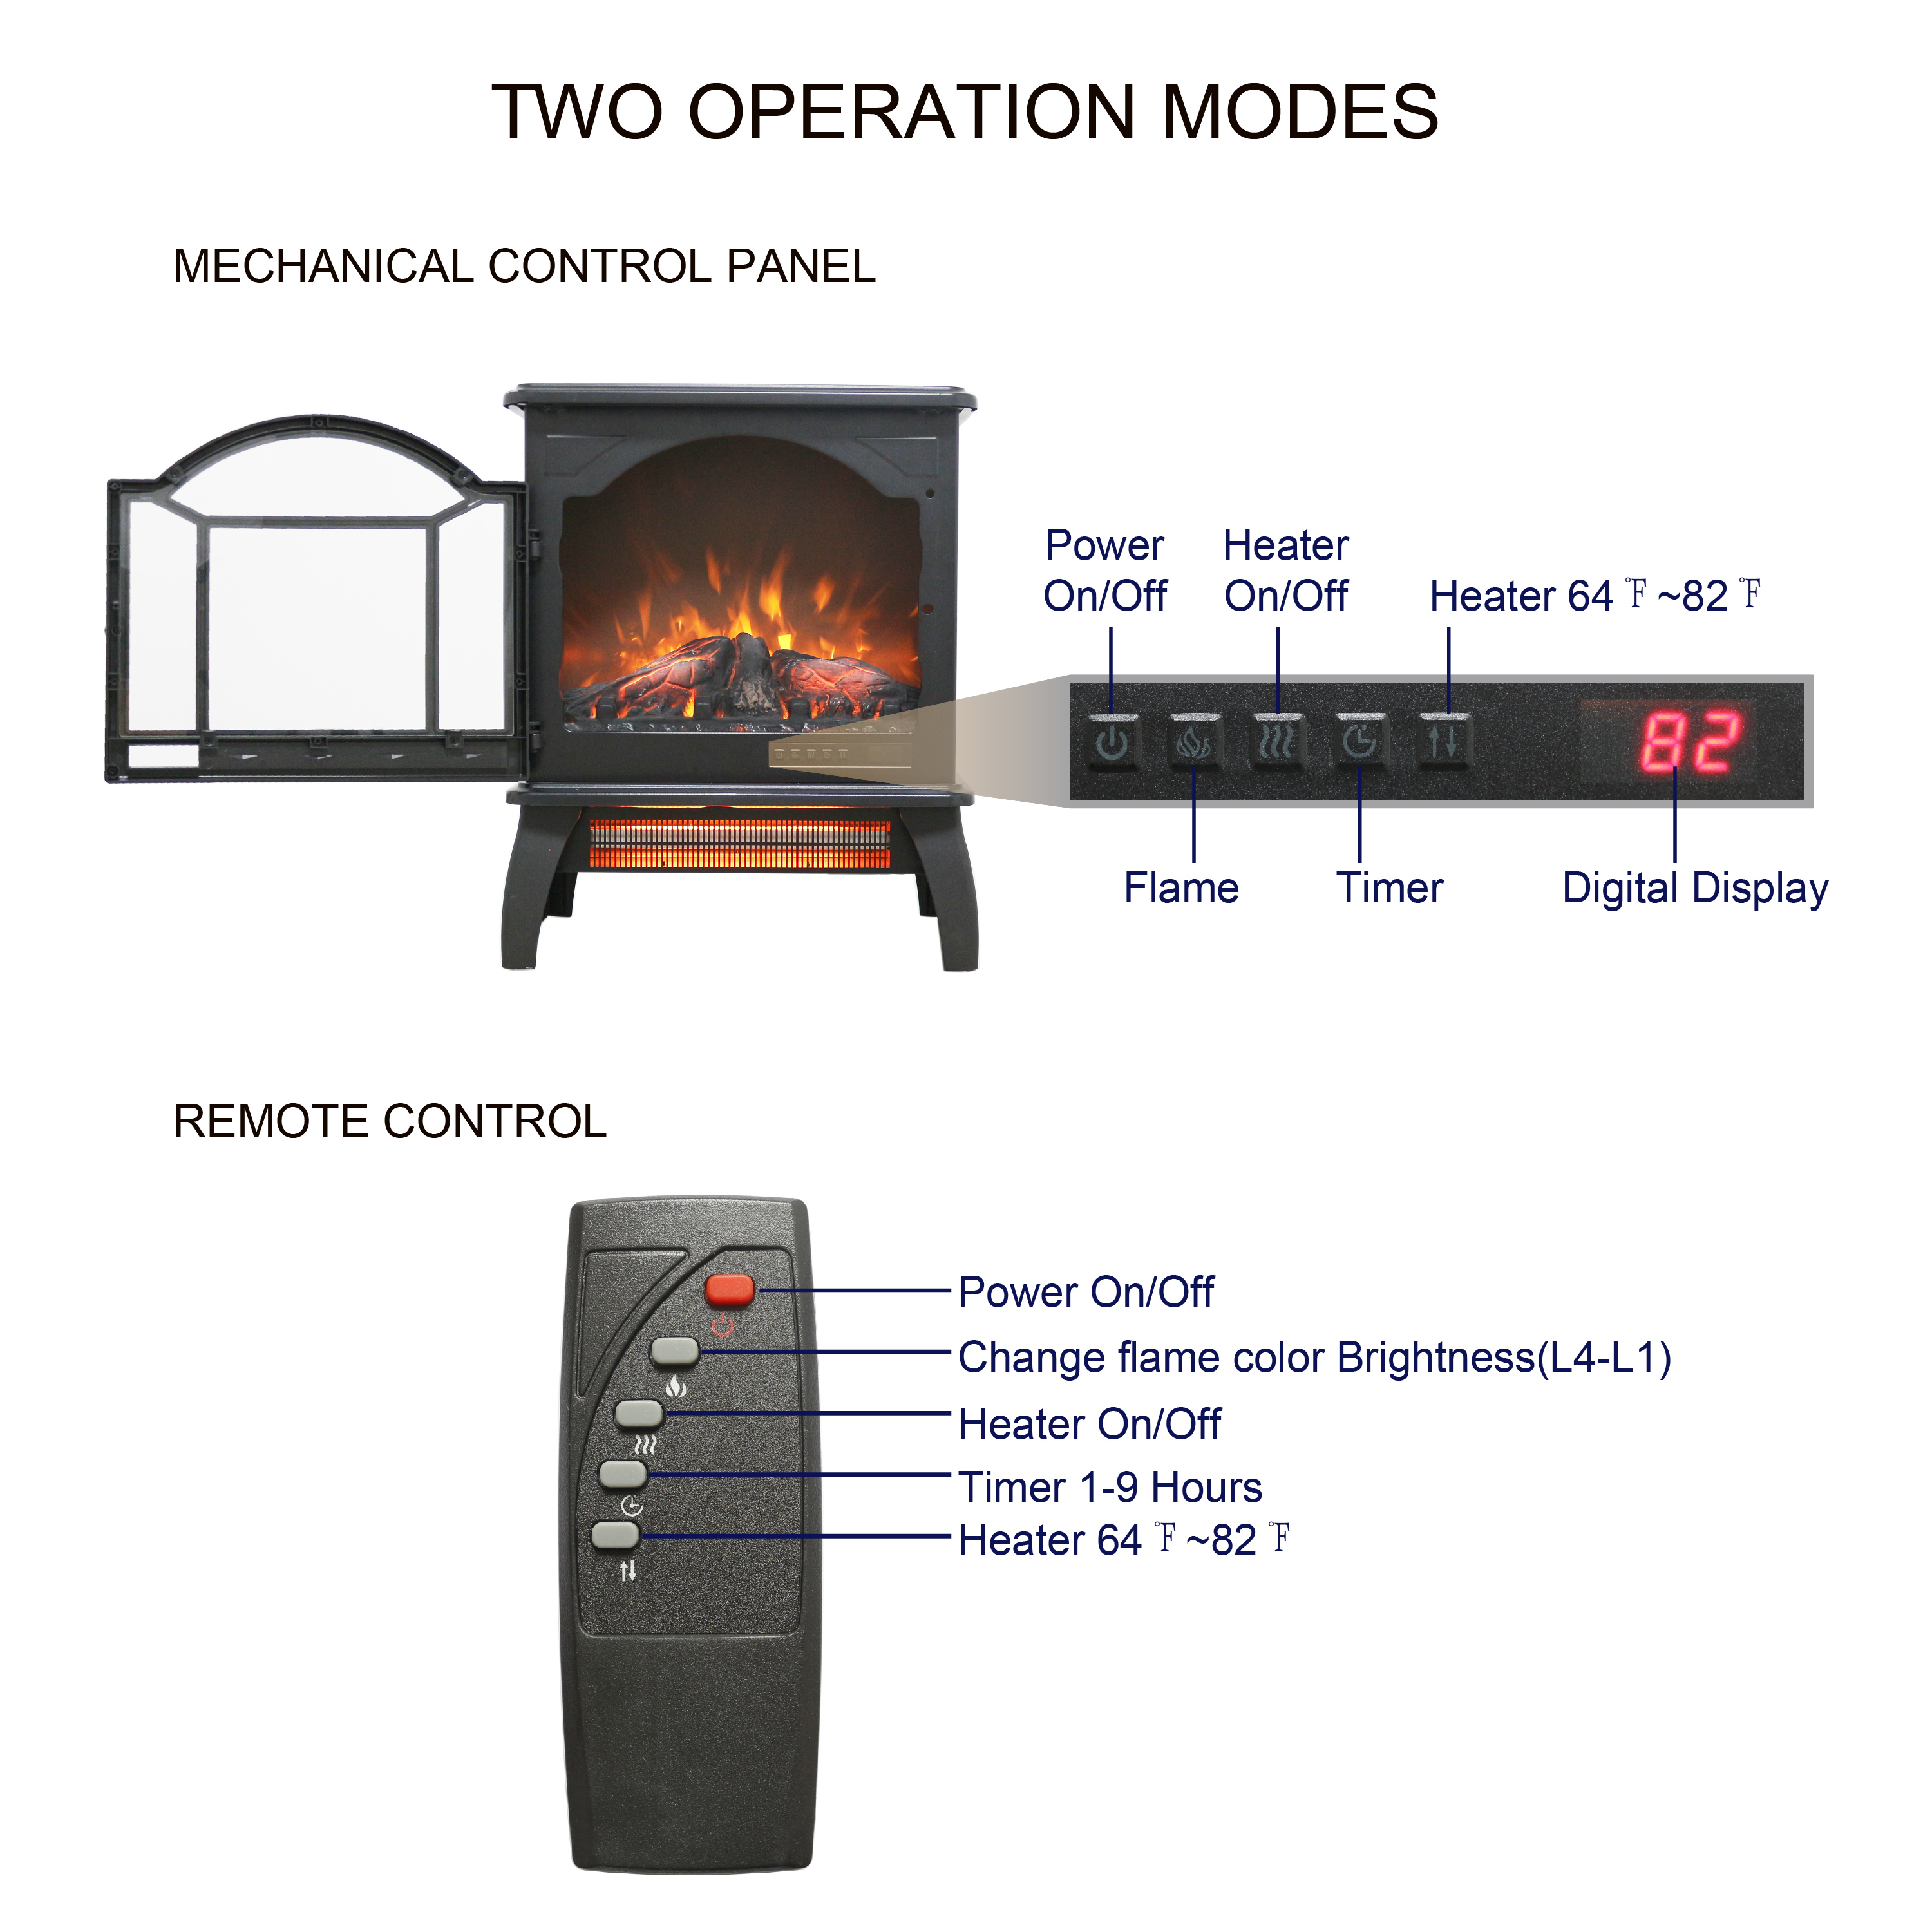 TWO OPERATION MODES
MECHANICAL CONTROL PANEL
Power
On/Off
Heater
On/Off
Heater 64 ℉ ~82 ℉
82
Flame
Timer
Digital Display
REMOTE CONTROL
Power On/Off
Change flame color Brightness(L4-L1)
Heater On/Off
Timer 1-9 Hours
Heater 64 ℉ ~82 ℉